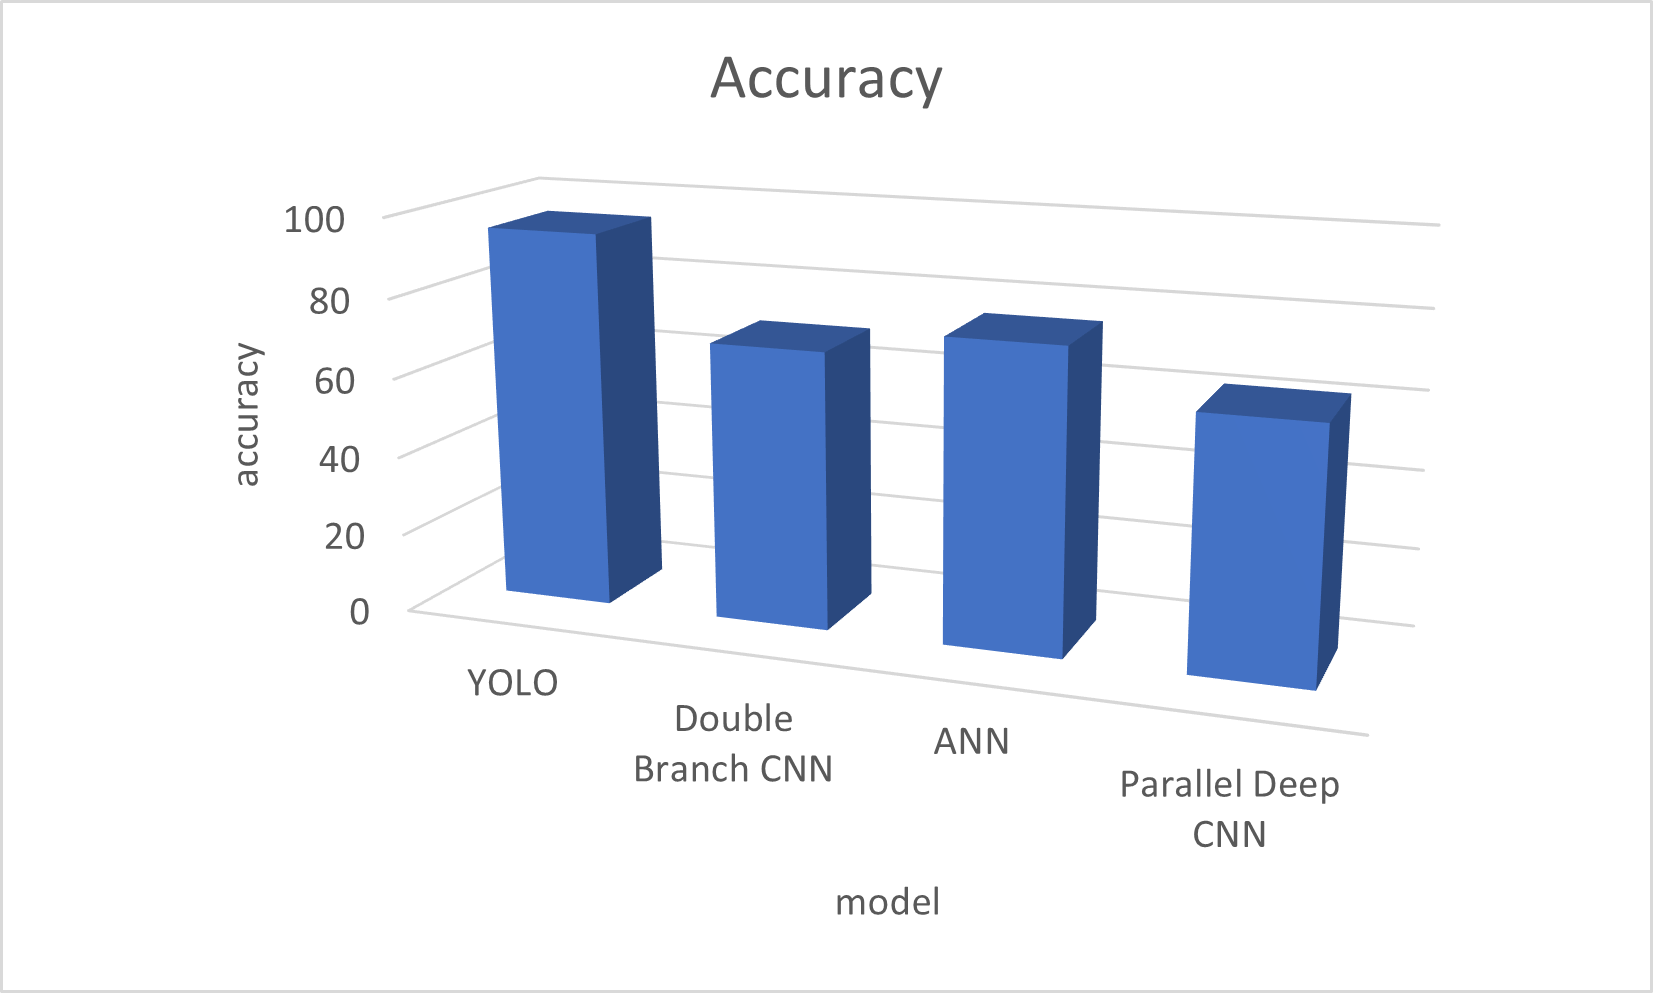 Accuracy
100
80
60
40
20
0
accuracy
YOLO
Double
Branch CNN
ANN
Parallel Deep
CNN
model